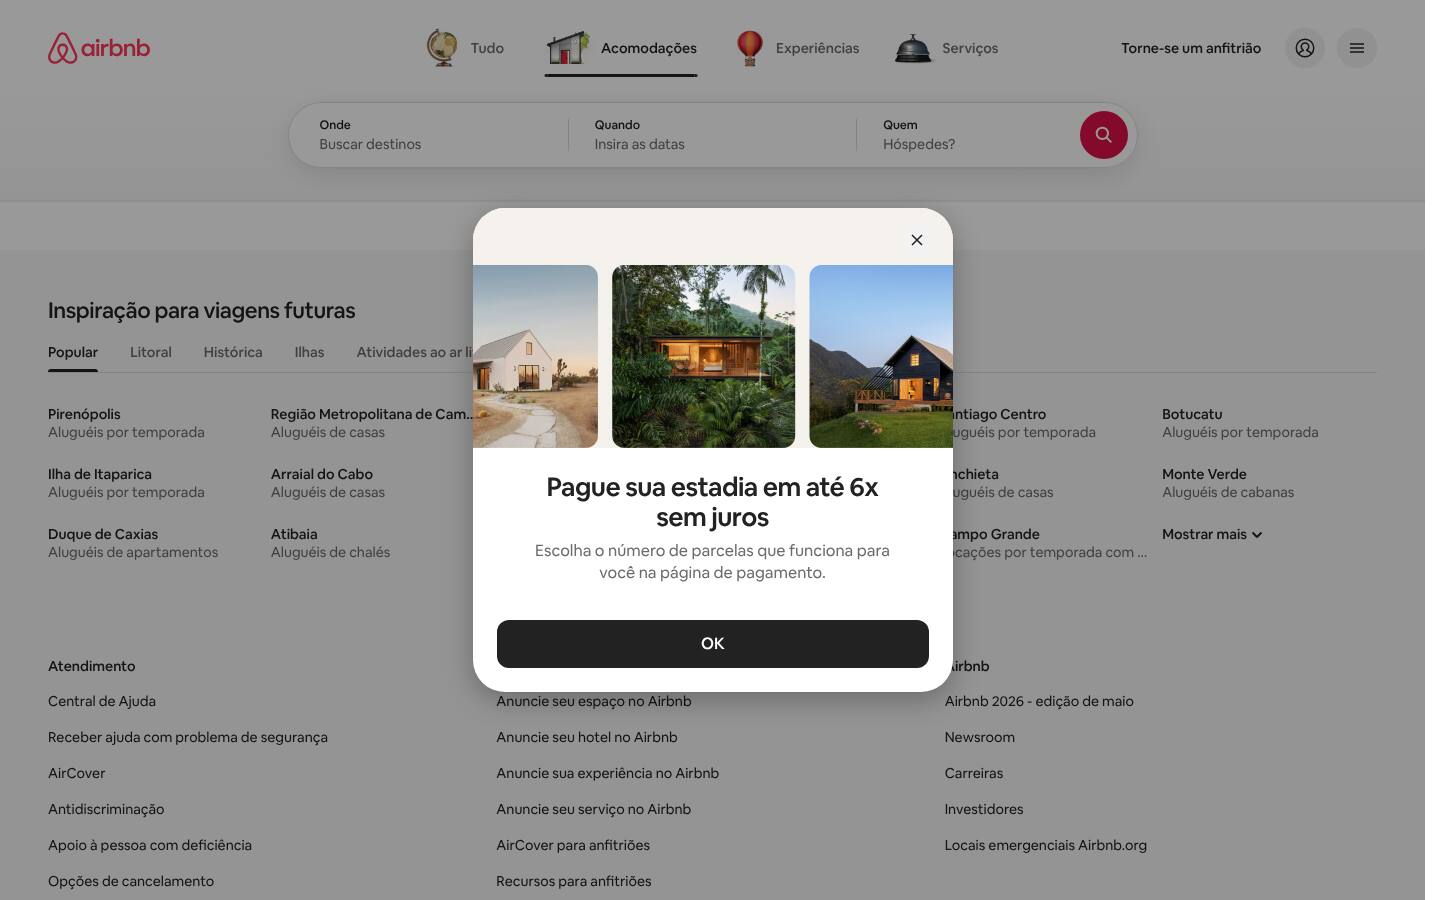 airbnb
Tudo
Acomodações
Experiências
Serviços
Torne-se um anfitrião
Onde
Buscar destinos
Quando
Insira as datas
Quem
Hóspedes?
Pague sua estadia em até 6x
sem juros
Escolha o número de parcelas que funciona para
você na página de pagamento.
OK
Inspiração para viagens futuras
Popular
Litoral
Histórica
Ilhas
Atividades ao ar li
Pirenópolis
Aluguéis por temporada
Região Metropolitana de Cam...
Aluguéis de casas
ntiago Centro
uguéis por temporada
Botucatu
Aluguéis por temporada
Ilha de Itaparica
Aluguéis por temporada
Arraial do Cabo
Aluguéis de casas
nchieta
uguéis de casas
Monte Verde
Aluguéis de cabanas
Duque de Caxias
Aluguéis de apartamentos
Atibaia
Aluguéis de chalés
ampo Grande
ocações por temporada com ...
Mostrar mais
Atendimento
Central de Ajuda
Receber ajuda com problema de segurança
AirCover
Antidiscriminação
Apoio à pessoa com deficiência
Opções de cancelamento
Anuncie seu espaço no Airbnb
Anuncie seu hotel no Airbnb
Anuncie sua experiência no Airbnb
Anuncie seu serviço no Airbnb
AirCover para anfitriões
Recursos para anfitriões
Airbnb
Airbnb 2026 - edição de maio
Newsroom
Carreiras
Investidores
Locais emergenciais Airbnb.org